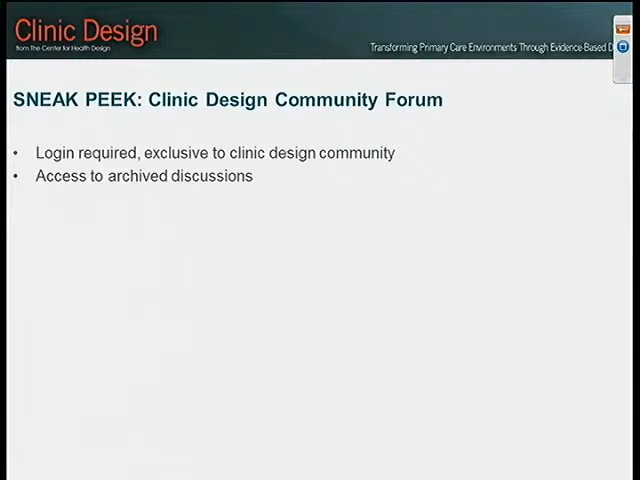 Clinic Design
from The Center for Health Design
Transforming Primary Care Environments Through Evidence-Based D
SNEAK PEEK: Clinic Design Community Forum
• Login required, exclusive to clinic design community
• Access to archived discussions